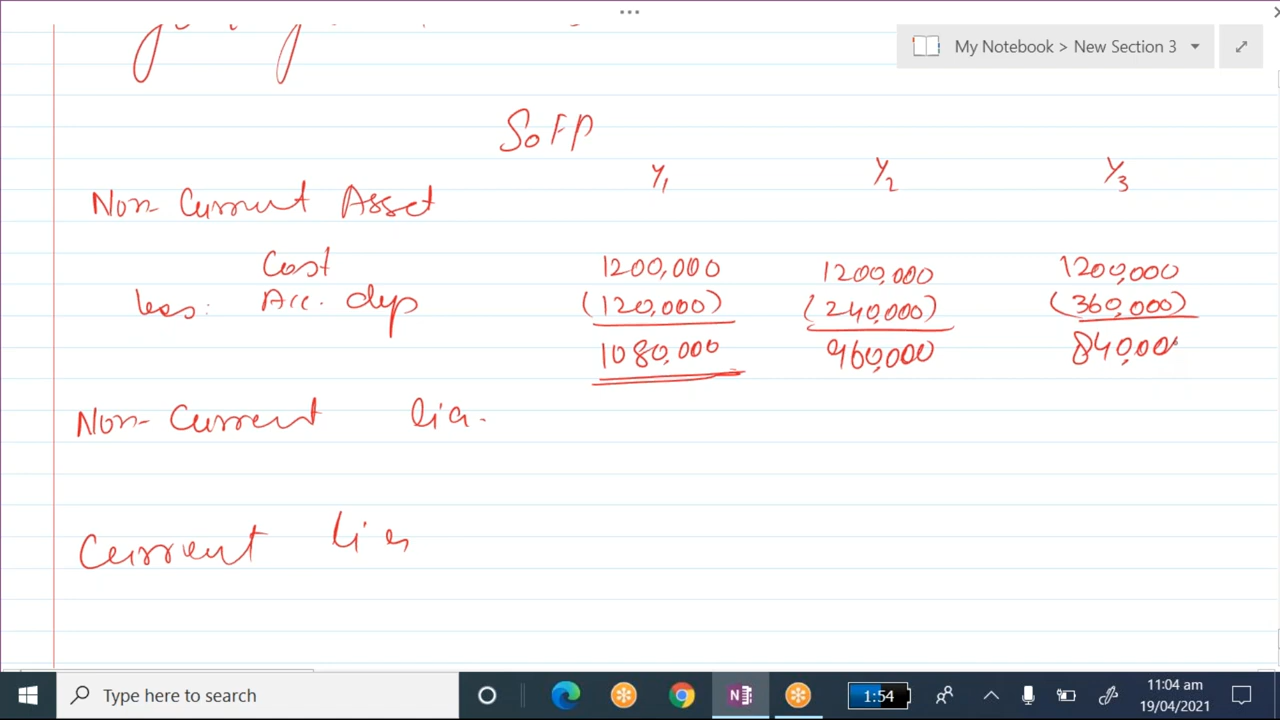 ...
My Notebook > New Section 3
SoFP
Y1 Y2 Y3
Non-Current Asset
Cost 1200,000 1200,000 1200,000
less: Acc. dep (120,000) (240,000) (360,000)
1080,000 960,000 840,000
Non-Current lia.
Current lia
Type here to search
1:54
11:04 am
19/04/2021